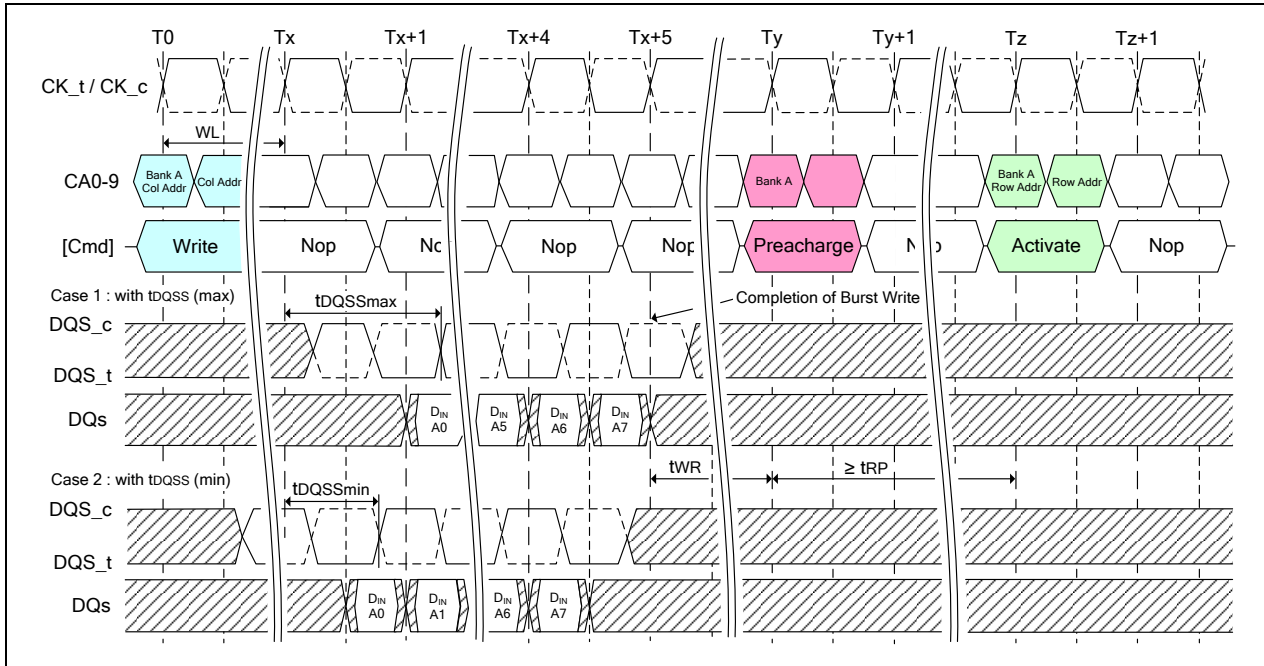 T0 Tx Tx+1 Tx+4 Tx+5 Ty Ty+1 Tz Tz+1
CK_t / CK_c
WL
CA0-9
Bank A Col Addr Bank A Bank A Row Addr
Col Addr Row Addr
[Cmd] Write Nop Nop Nop Preacharge Activate Nop
Case 1 : with tDQSS (max)
tDQSSmax
Completion of Burst Write
DQS_c
DQS_t
DQs
DIN DIN DIN DIN
A0 A5 A6 A7
tWR ≥ tRP
Case 2 : with tDQSS (min)
tDQSSmin
DQS_c
DQS_t
DQs
DIN DIN DIN DIN
A0 A1 A6 A7